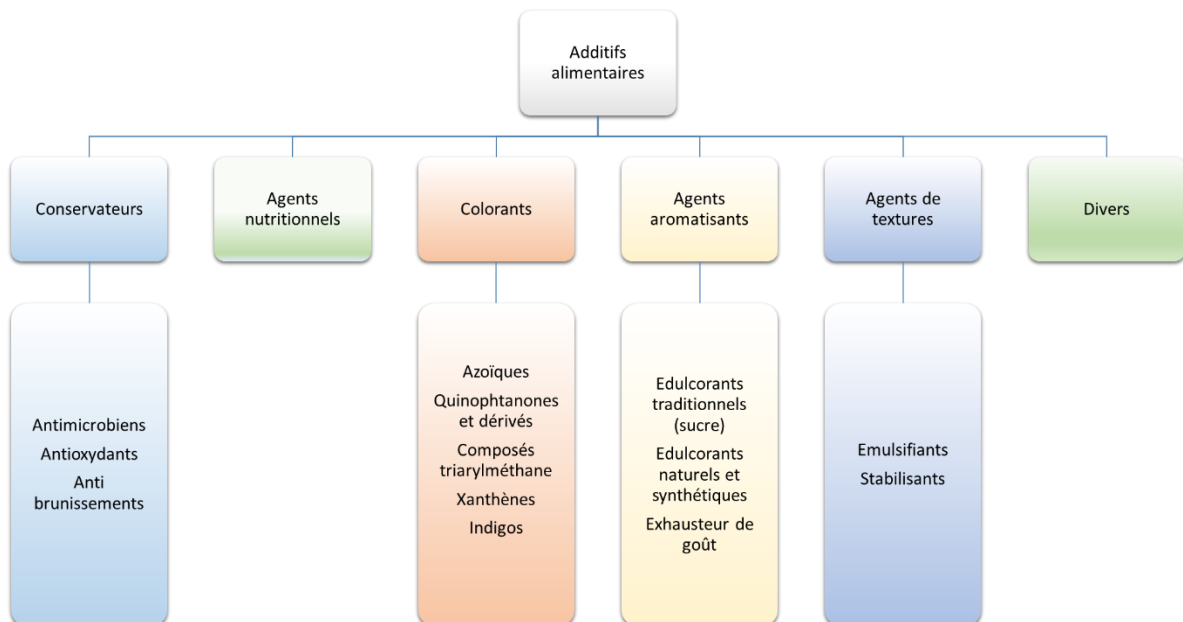 Additifs
alimentaires
Conservateurs
Agents
nutritionnels
Colorants
Agents
aromatisants
Agents de
textures
Divers
Antimicrobiens
Antioxydants
Anti
brunissements
Azoïques
Quinophtanones
et dérivés
Composés
triarylméthane
Xanthènes
Indigos
Edulcorants
traditionnels
(sucre)
Edulcorants
naturels et
synthétiques
Exhausteur de
goût
Emulsifiants
Stabilisants